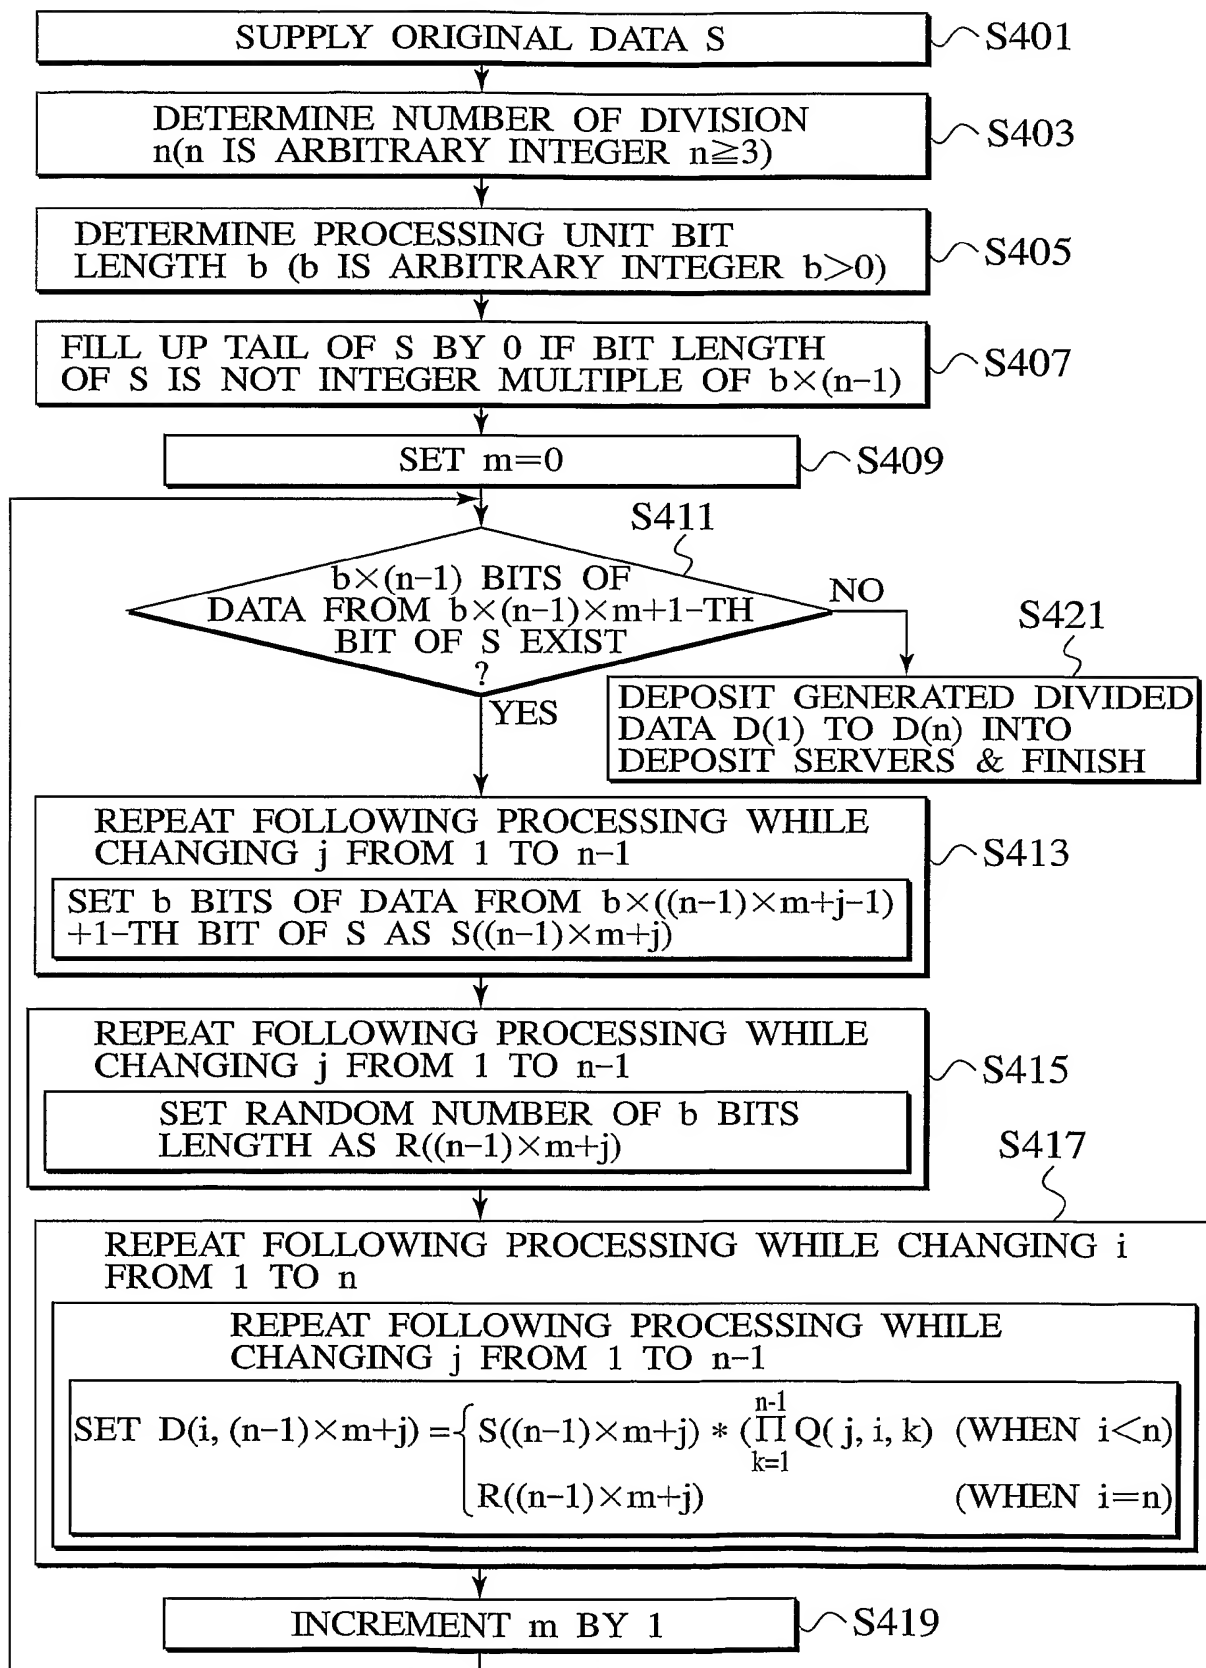 SUPPLY ORIGINAL DATA S
S401
DETERMINE NUMBER OF DIVISION
n(n IS ARBITRARY INTEGER n≧3)
S403
DETERMINE PROCESSING UNIT BIT
LENGTH b (b IS ARBITRARY INTEGER b>0)
S405
FILL UP TAIL OF S BY 0 IF BIT LENGTH
OF S IS NOT INTEGER MULTIPLE OF b×(n-1)
S407
SET m=0
S409
S411
b×(n-1) BITS OF
DATA FROM b×(n-1)×m+1-TH
BIT OF S EXIST
?
NO
YES
S421
DEPOSIT GENERATED DIVIDED
DATA D(1) TO D(n) INTO
DEPOSIT SERVERS & FINISH
REPEAT FOLLOWING PROCESSING WHILE
CHANGING j FROM 1 TO n-1
S413
SET b BITS OF DATA FROM b×((n-1)×m+j-1)
+1-TH BIT OF S AS S((n-1)×m+j)
REPEAT FOLLOWING PROCESSING WHILE
CHANGING j FROM 1 TO n-1
S415
SET RANDOM NUMBER OF b BITS
LENGTH AS R((n-1)×m+j)
S417
REPEAT FOLLOWING PROCESSING WHILE CHANGING i
FROM 1 TO n
REPEAT FOLLOWING PROCESSING WHILE
CHANGING j FROM 1 TO n-1
n-1
SET D(i, (n-1)×m+j) = { S((n-1)×m+j) * (Π Q(j, i, k) (WHEN i<n)
k=1
R((n-1)×m+j) (WHEN i=n)
INCREMENT m BY 1
S419